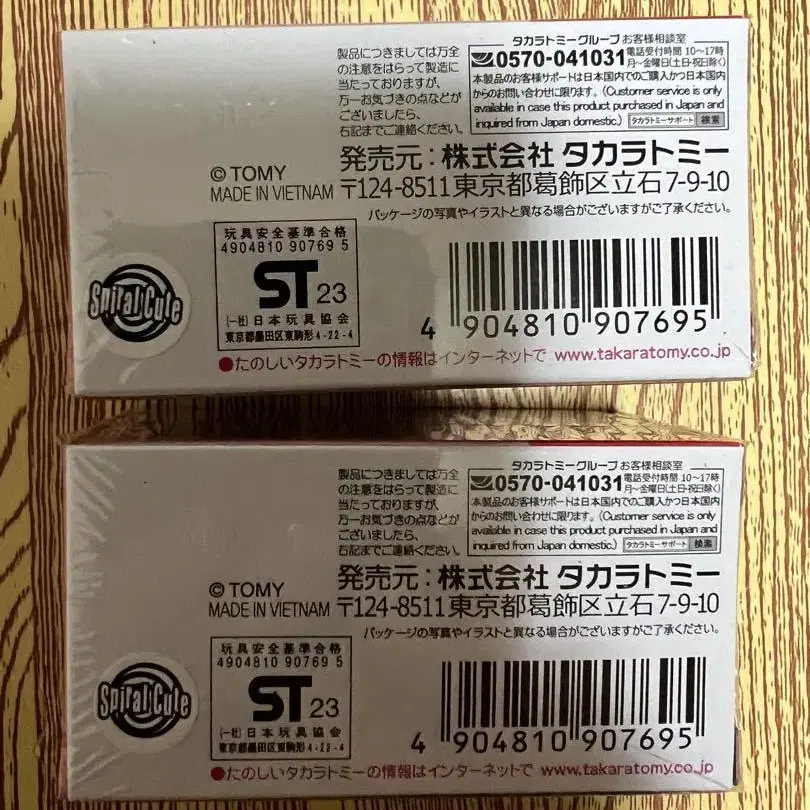 製品につきましては万全
の注意をはらって製造に
当たっておりますが、
万一お気づきの点などが
ございましたら、
右記までご連絡ください。
タカラトミーグループ お客様相談室
0570-041031 電話受付時間 10〜17時
月〜金曜日(土日・祝日除く)
本製品のお客様サポートは日本国内でのご購入かつ日本国内
からのお問い合わせに限ります。(Customer service is only
available in case this product purchased in Japan and
inquired from Japan domestic.) タカラトミーサポート 検索
© TOMY
MADE IN VIETNAM
発売元:株式会社 タカラトミー
〒124-8511 東京都葛飾区立石7-9-10
パッケージの写真やイラストと異なる場合がございますがご了承ください。
Spiral Cute
玩具安全基準合格
4904810 90769 5
ST 23
(一社)日本玩具協会
東京都墨田区東駒形4-22-4
4 904810 907695
●たのしいタカラトミーの情報はインターネットで www.takaratomy.co.jp
製品につきましては万全
の注意をはらって製造に
当たっておりますが、
万一お気づきの点などが
ございましたら、
右記までご連絡ください。
タカラトミーグループ お客様相談室
0570-041031 電話受付時間 10〜17時
月〜金曜日(土日・祝日除く)
本製品のお客様サポートは日本国内でのご購入かつ日本国内
からのお問い合わせに限ります。(Customer service is only
available in case this product purchased in Japan and
inquired from Japan domestic.) タカラトミーサポート 検索
© TOMY
MADE IN VIETNAM
発売元:株式会社 タカラトミー
〒124-8511 東京都葛飾区立石7-9-10
パッケージの写真やイラストと異なる場合がございますがご了承ください。
Spiral Cute
玩具安全基準合格
4904810 90769 5
ST 23
(一社)日本玩具協会
東京都墨田区東駒形4-22-4
4 904810 907695
●たのしいタカラトミーの情報はインターネットで www.takaratomy.co.jp